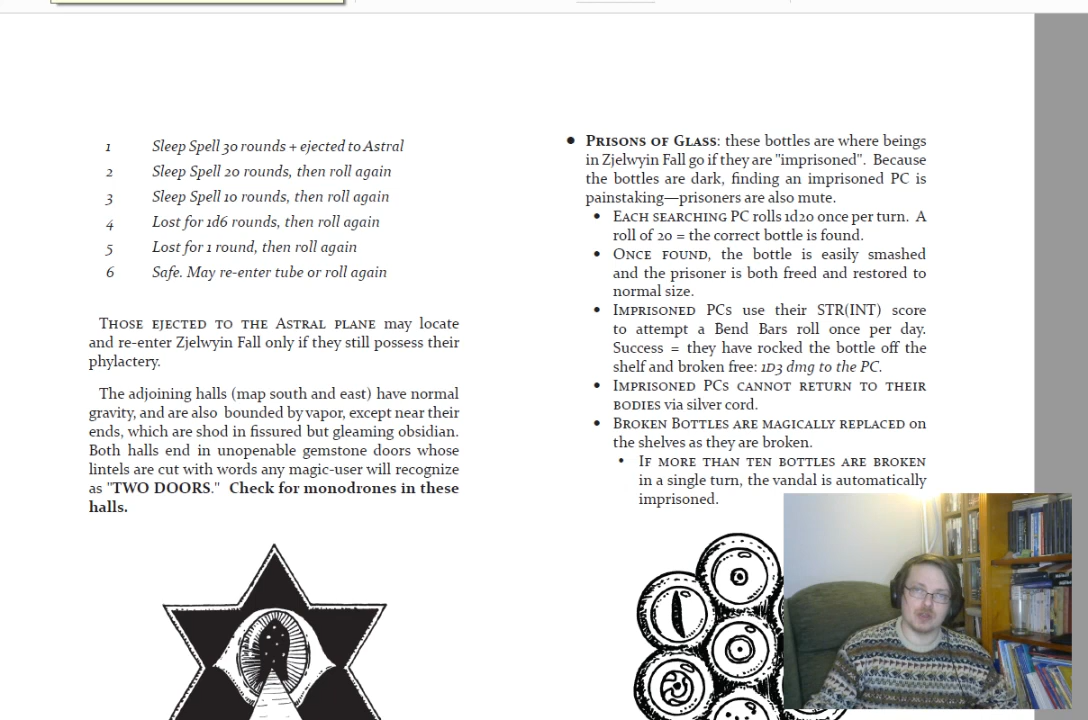 1 Sleep Spell 30 rounds + ejected to Astral
2 Sleep Spell 20 rounds, then roll again
3 Sleep Spell 10 rounds, then roll again
4 Lost for 1d6 rounds, then roll again
5 Lost for 1 round, then roll again
6 Safe. May re-enter tube or roll again
THOSE EJECTED TO THE ASTRAL PLANE may locate
and re-enter Zjelwyin Fall only if they still possess their
phylactery.
The adjoining halls (map south and east) have normal
gravity, and are also bounded by vapor, except near their
ends, which are shod in fissured but gleaming obsidian.
Both halls end in unopenable gemstone doors whose
lintels are cut with words any magic-user will recognize
as "TWO DOORS." Check for monodrones in these
halls.
• PRISONS OF GLASS: these bottles are where beings
in Zjelwyin Fall go if they are "imprisoned". Because
the bottles are dark, finding an imprisoned PC is
painstaking—prisoners are also mute.
• EACH SEARCHING PC rolls 1d20 once per turn. A
roll of 20 = the correct bottle is found.
• ONCE FOUND, the bottle is easily smashed
and the prisoner is both freed and restored to
normal size.
• IMPRISONED PCs use their STR(INT) score
to attempt a Bend Bars roll once per day.
Success = they have rocked the bottle off the
shelf and broken free: 1D3 dmg to the PC.
• IMPRISONED PCs CANNOT RETURN TO THEIR
BODIES via silver cord.
• BROKEN BOTTLES ARE MAGICALLY REPLACED on
the shelves as they are broken.
• IF MORE THAN TEN BOTTLES ARE BROKEN
in a single turn, the vandal is automatically
imprisoned.